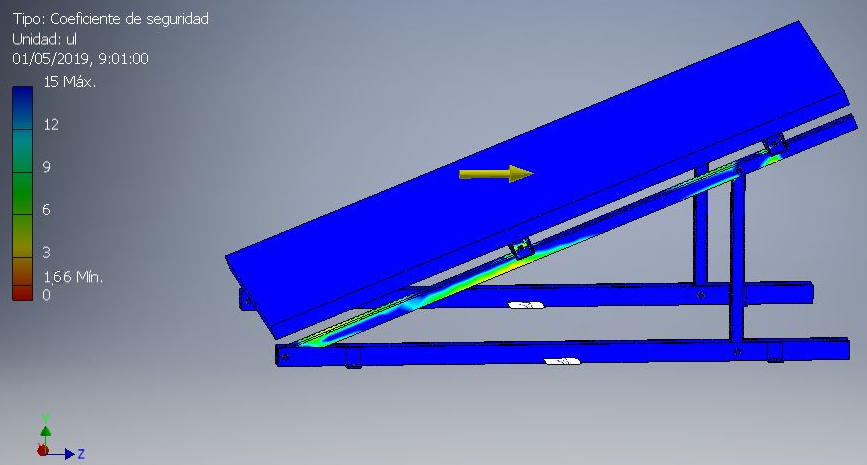 Tipo: Coeficiente de seguridad
Unidad: ul
01/05/2019, 9:01:00
15 Máx.
12
9
6
3
1.66 Mín.
0
Y
Z